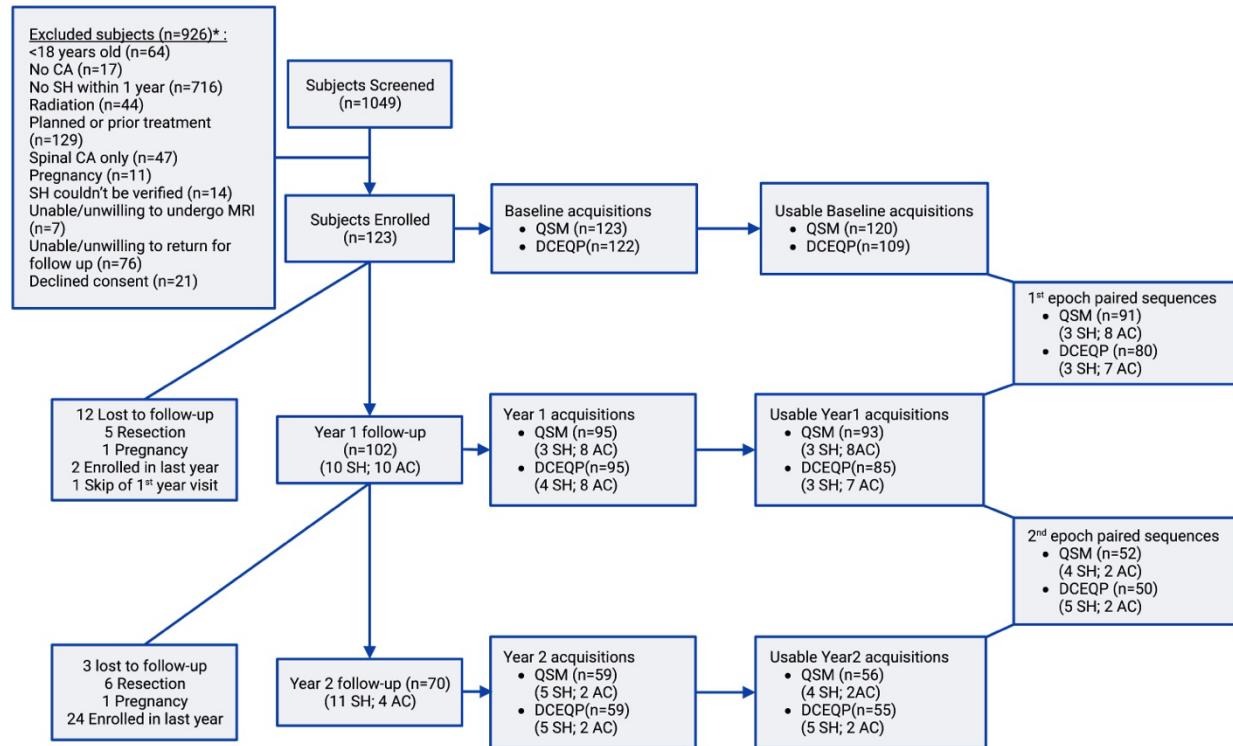 Excluded subjects (n=926)* :
<18 years old (n=64)
No CA (n=17)
No SH within 1 year (n=716)
Radiation (n=44)
Planned or prior treatment
(n=129)
Spinal CA only (n=47)
Pregnancy (n=11)
SH couldn't be verified (n=14)
Unable/unwilling to undergo MRI
(n=7)
Unable/unwilling to return for
follow up (n=76)
Declined consent (n=21)
Subjects Screened
(n=1049)
Subjects Enrolled
(n=123)
Baseline acquisitions
• QSM (n=123)
• DCEQP(n=122)
Usable Baseline acquisitions
• QSM (n=120)
• DCEQP(n=109)
1st epoch paired sequences
• QSM (n=91)
(3 SH; 8 AC)
• DCEQP (n=80)
(3 SH; 7 AC)
12 Lost to follow-up
5 Resection
1 Pregnancy
2 Enrolled in last year
1 Skip of 1st year visit
Year 1 follow-up
(n=102)
(10 SH; 10 AC)
Year 1 acquisitions
• QSM (n=95)
(3 SH; 8 AC)
• DCEQP(n=95)
(4 SH; 8 AC)
Usable Year1 acquisitions
• QSM (n=93)
(3 SH; 8AC)
• DCEQP(n=85)
(3 SH; 7 AC)
2nd epoch paired sequences
• QSM (n=52)
(4 SH; 2 AC)
• DCEQP (n=50)
(5 SH; 2 AC)
3 lost to follow-up
6 Resection
1 Pregnancy
24 Enrolled in last year
Year 2 follow-up (n=70)
(11 SH; 4 AC)
Year 2 acquisitions
• QSM (n=59)
(5 SH; 2 AC)
• DCEQP(n=59)
(5 SH; 2 AC)
Usable Year2 acquisitions
• QSM (n=56)
(4 SH; 2AC)
• DCEQP(n=55)
(5 SH; 2 AC)